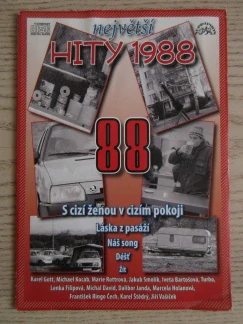 největší
HITY 1988
88
S cizí ženou v cizím pokoji
Láska z pasáží
Náš song
Déšť
Žít
Karel Gott, Michael Kocáb, Marie Rottrová, Jakub Smolík, Iveta Bartošová, Turbo,
Lenka Filipová, Michal David, Dalibor Janda, Marcela Holanová,
František Ringo Čech, Karel Šíp, Jiří Vašíček